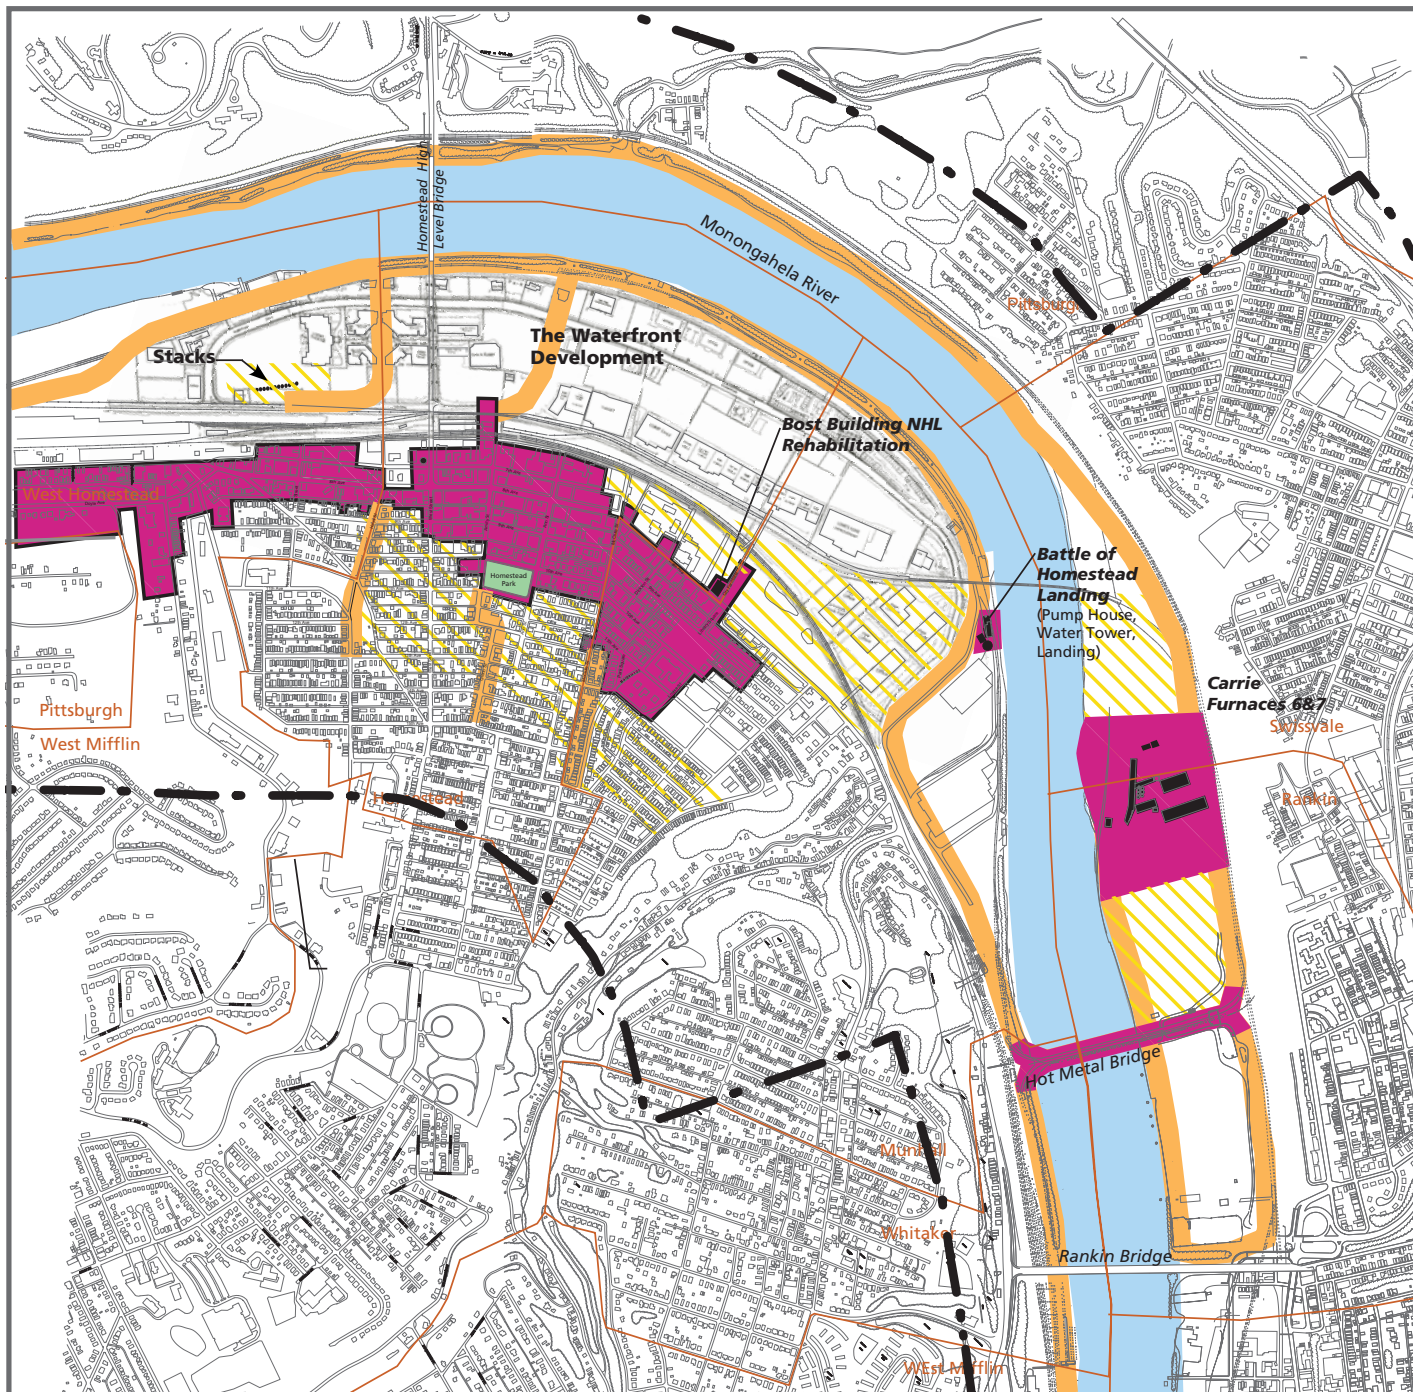 Homestead High
Level Bridge
Monongahela River
Pittsburg
Stacks
The Waterfront
Development
Bost Building NHL
Rehabilitation
West Homestead
Homestead
Park
Battle of
Homestead
Landing
(Pump House,
Water Tower,
Landing)
Carrie
Furnaces 6&7
Swissvale
Pittsburgh
West Mifflin
Homestead
Rankin
Hot Metal Bridge
Munhall
Whitaker
Rankin Bridge
WEst Mifflin